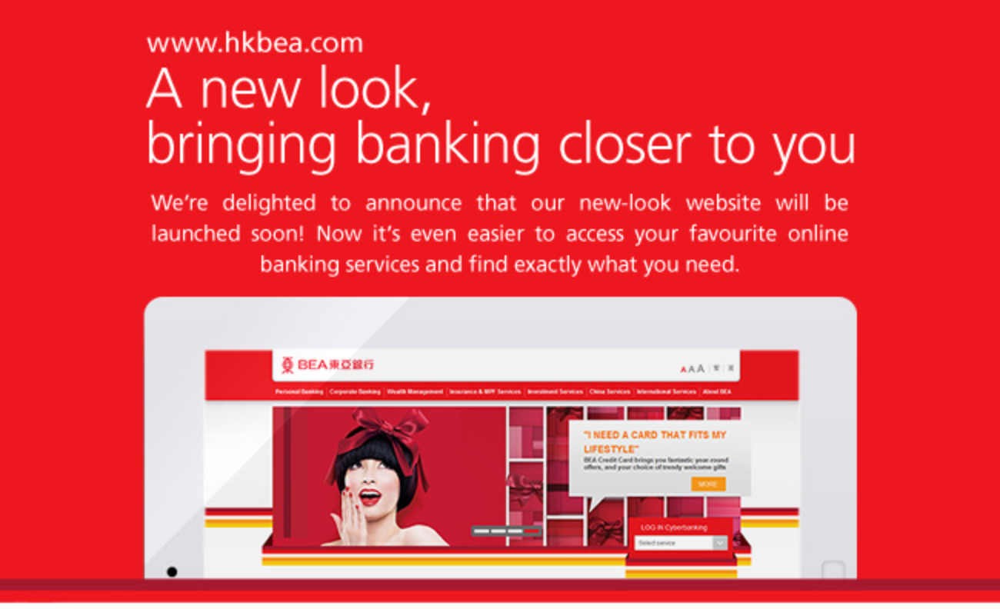 www.hkbea.com
A new look,
bringing banking closer to you
We're delighted to announce that our new-look website will be
launched soon! Now it's even easier to access your favourite online
banking services and find exactly what you need.
BEA東亞銀行
A A A
Personal Banking | Corporate Banking | Wealth Management | Insurance & MPF Services | Investment Services | China Services | International Services | About BEA
"I NEED A CARD THAT FITS MY
LIFESTYLE"
BEA Credit Card brings you fantastic year-round
offers, and your choice of trendy welcome gifts
MORE
LOG IN Cyberbanking
Select service